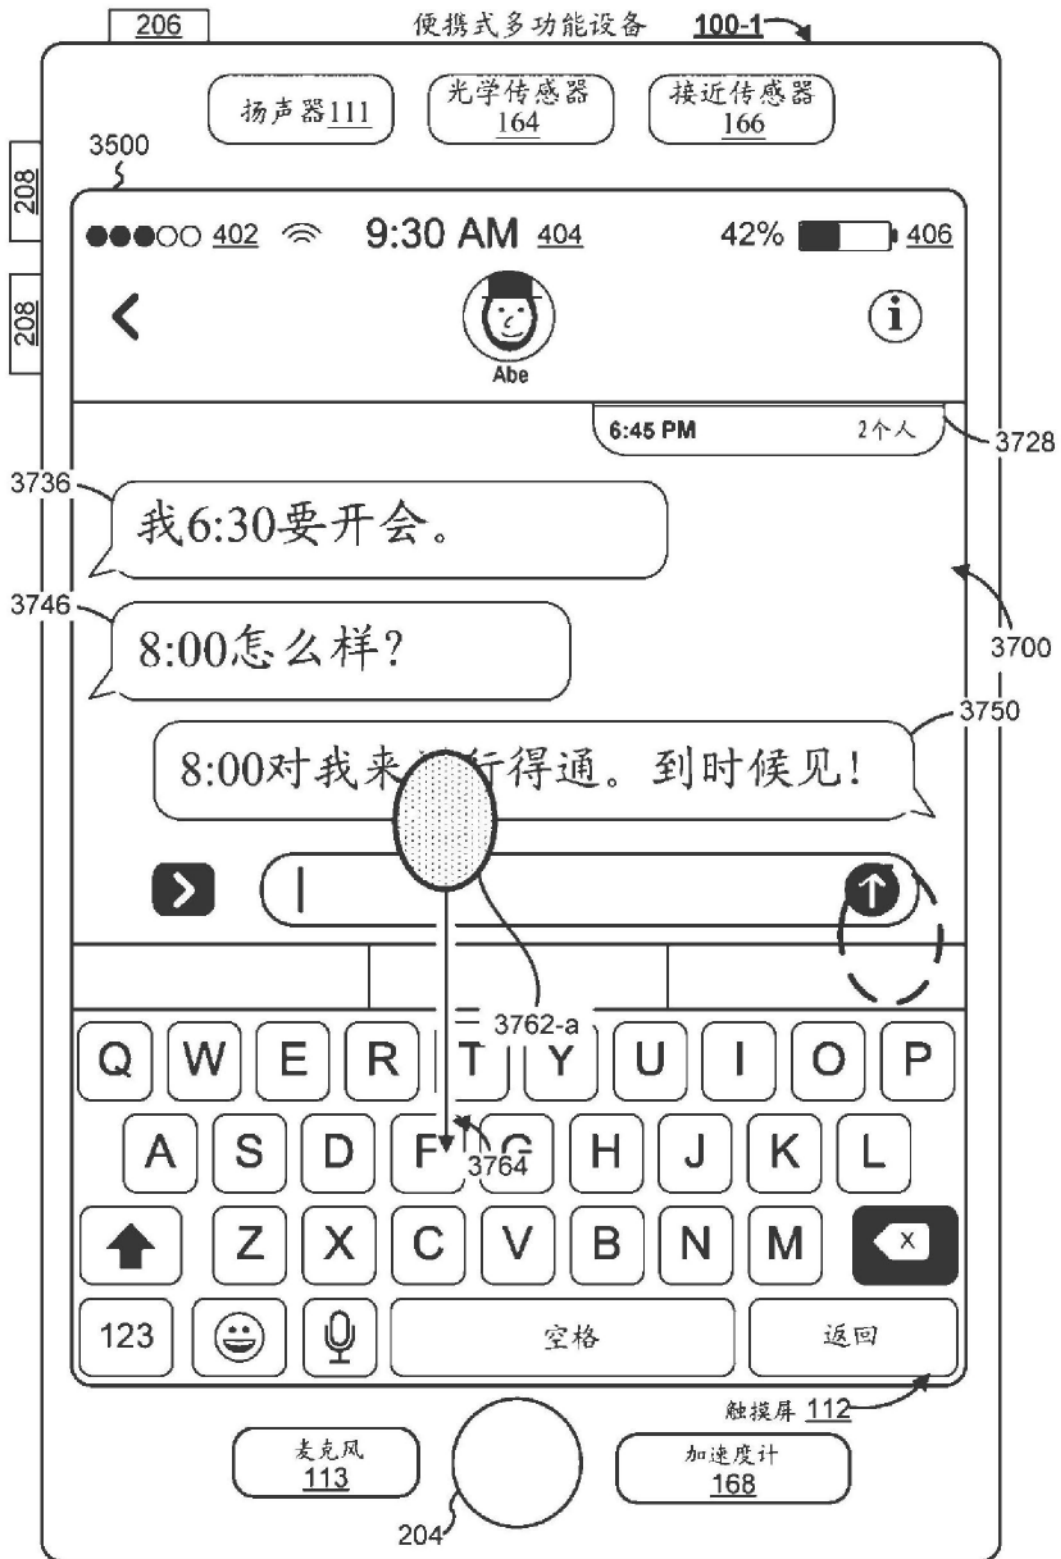 206
便携式多功能设备 100-1
扬声器111
光学传感器
164
接近传感器
166
3500
208
402 9:30 AM 404 42% 406
208
Abe
6:45 PM 2个人
3728
3736
我6:30要开会。
3746
8:00怎么样?
3700
3750
8:00对我来 行得通。到时候见!
3762-a
Q W E R T Y U I O P
A S D F G H J K L
3764
Z X C V B N M X
123 空格 返回
触摸屏 112
麦克风
113
加速度计
168
204